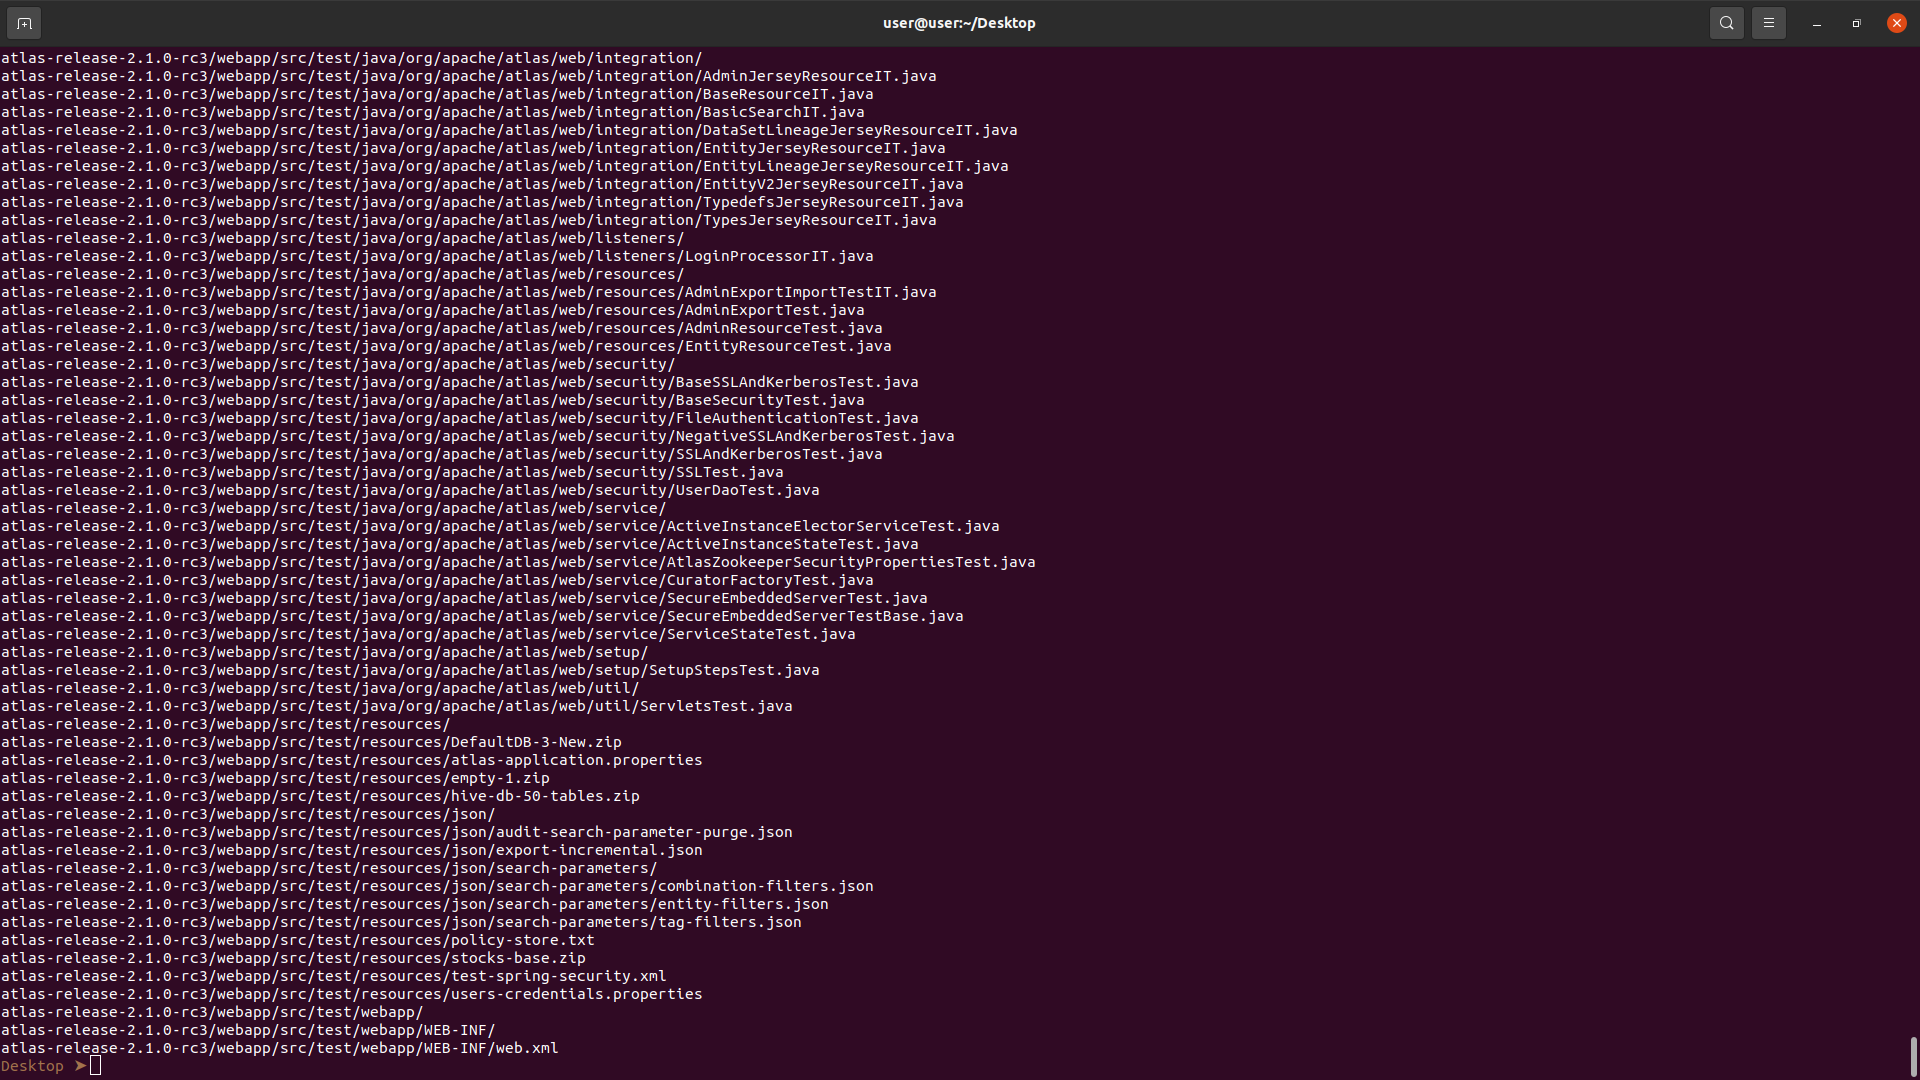 user@user:~/Desktop
atlas-release-2.1.0-rc3/webapp/src/test/java/org/apache/atlas/web/integration/
atlas-release-2.1.0-rc3/webapp/src/test/java/org/apache/atlas/web/integration/AdminJerseyResourceIT.java
atlas-release-2.1.0-rc3/webapp/src/test/java/org/apache/atlas/web/integration/BaseResourceIT.java
atlas-release-2.1.0-rc3/webapp/src/test/java/org/apache/atlas/web/integration/BasicSearchIT.java
atlas-release-2.1.0-rc3/webapp/src/test/java/org/apache/atlas/web/integration/DataSetLineageJerseyResourceIT.java
atlas-release-2.1.0-rc3/webapp/src/test/java/org/apache/atlas/web/integration/EntityJerseyResourceIT.java
atlas-release-2.1.0-rc3/webapp/src/test/java/org/apache/atlas/web/integration/EntityLineageJerseyResourceIT.java
atlas-release-2.1.0-rc3/webapp/src/test/java/org/apache/atlas/web/integration/EntityV2JerseyResourceIT.java
atlas-release-2.1.0-rc3/webapp/src/test/java/org/apache/atlas/web/integration/TypedefsJerseyResourceIT.java
atlas-release-2.1.0-rc3/webapp/src/test/java/org/apache/atlas/web/integration/TypesJerseyResourceIT.java
atlas-release-2.1.0-rc3/webapp/src/test/java/org/apache/atlas/web/listeners/
atlas-release-2.1.0-rc3/webapp/src/test/java/org/apache/atlas/web/listeners/LoginProcessorIT.java
atlas-release-2.1.0-rc3/webapp/src/test/java/org/apache/atlas/web/resources/
atlas-release-2.1.0-rc3/webapp/src/test/java/org/apache/atlas/web/resources/AdminExportImportTestIT.java
atlas-release-2.1.0-rc3/webapp/src/test/java/org/apache/atlas/web/resources/AdminExportTest.java
atlas-release-2.1.0-rc3/webapp/src/test/java/org/apache/atlas/web/resources/AdminResourceTest.java
atlas-release-2.1.0-rc3/webapp/src/test/java/org/apache/atlas/web/resources/EntityResourceTest.java
atlas-release-2.1.0-rc3/webapp/src/test/java/org/apache/atlas/web/security/
atlas-release-2.1.0-rc3/webapp/src/test/java/org/apache/atlas/web/security/BaseSSLAndKerberosTest.java
atlas-release-2.1.0-rc3/webapp/src/test/java/org/apache/atlas/web/security/BaseSecurityTest.java
atlas-release-2.1.0-rc3/webapp/src/test/java/org/apache/atlas/web/security/FileAuthenticationTest.java
atlas-release-2.1.0-rc3/webapp/src/test/java/org/apache/atlas/web/security/NegativeSSLAndKerberosTest.java
atlas-release-2.1.0-rc3/webapp/src/test/java/org/apache/atlas/web/security/SSLAndKerberosTest.java
atlas-release-2.1.0-rc3/webapp/src/test/java/org/apache/atlas/web/security/SSLTest.java
atlas-release-2.1.0-rc3/webapp/src/test/java/org/apache/atlas/web/security/UserDaoTest.java
atlas-release-2.1.0-rc3/webapp/src/test/java/org/apache/atlas/web/service/
atlas-release-2.1.0-rc3/webapp/src/test/java/org/apache/atlas/web/service/ActiveInstanceElectorServiceTest.java
atlas-release-2.1.0-rc3/webapp/src/test/java/org/apache/atlas/web/service/ActiveInstanceStateTest.java
atlas-release-2.1.0-rc3/webapp/src/test/java/org/apache/atlas/web/service/AtlasZookeeperSecurityPropertiesTest.java
atlas-release-2.1.0-rc3/webapp/src/test/java/org/apache/atlas/web/service/CuratorFactoryTest.java
atlas-release-2.1.0-rc3/webapp/src/test/java/org/apache/atlas/web/service/SecureEmbeddedServerTest.java
atlas-release-2.1.0-rc3/webapp/src/test/java/org/apache/atlas/web/service/SecureEmbeddedServerTestBase.java
atlas-release-2.1.0-rc3/webapp/src/test/java/org/apache/atlas/web/service/ServiceStateTest.java
atlas-release-2.1.0-rc3/webapp/src/test/java/org/apache/atlas/web/setup/
atlas-release-2.1.0-rc3/webapp/src/test/java/org/apache/atlas/web/setup/SetupStepsTest.java
atlas-release-2.1.0-rc3/webapp/src/test/java/org/apache/atlas/web/util/
atlas-release-2.1.0-rc3/webapp/src/test/java/org/apache/atlas/web/util/ServletsTest.java
atlas-release-2.1.0-rc3/webapp/src/test/resources/
atlas-release-2.1.0-rc3/webapp/src/test/resources/DefaultDB-3-New.zip
atlas-release-2.1.0-rc3/webapp/src/test/resources/atlas-application.properties
atlas-release-2.1.0-rc3/webapp/src/test/resources/empty-1.zip
atlas-release-2.1.0-rc3/webapp/src/test/resources/hive-db-50-tables.zip
atlas-release-2.1.0-rc3/webapp/src/test/resources/json/
atlas-release-2.1.0-rc3/webapp/src/test/resources/json/audit-search-parameter-purge.json
atlas-release-2.1.0-rc3/webapp/src/test/resources/json/export-incremental.json
atlas-release-2.1.0-rc3/webapp/src/test/resources/json/search-parameters/
atlas-release-2.1.0-rc3/webapp/src/test/resources/json/search-parameters/combination-filters.json
atlas-release-2.1.0-rc3/webapp/src/test/resources/json/search-parameters/entity-filters.json
atlas-release-2.1.0-rc3/webapp/src/test/resources/json/search-parameters/tag-filters.json
atlas-release-2.1.0-rc3/webapp/src/test/resources/policy-store.txt
atlas-release-2.1.0-rc3/webapp/src/test/resources/stocks-base.zip
atlas-release-2.1.0-rc3/webapp/src/test/resources/test-spring-security.xml
atlas-release-2.1.0-rc3/webapp/src/test/resources/users-credentials.properties
atlas-release-2.1.0-rc3/webapp/src/test/webapp/
atlas-release-2.1.0-rc3/webapp/src/test/webapp/WEB-INF/
atlas-release-2.1.0-rc3/webapp/src/test/webapp/WEB-INF/web.xml
Desktop ➤